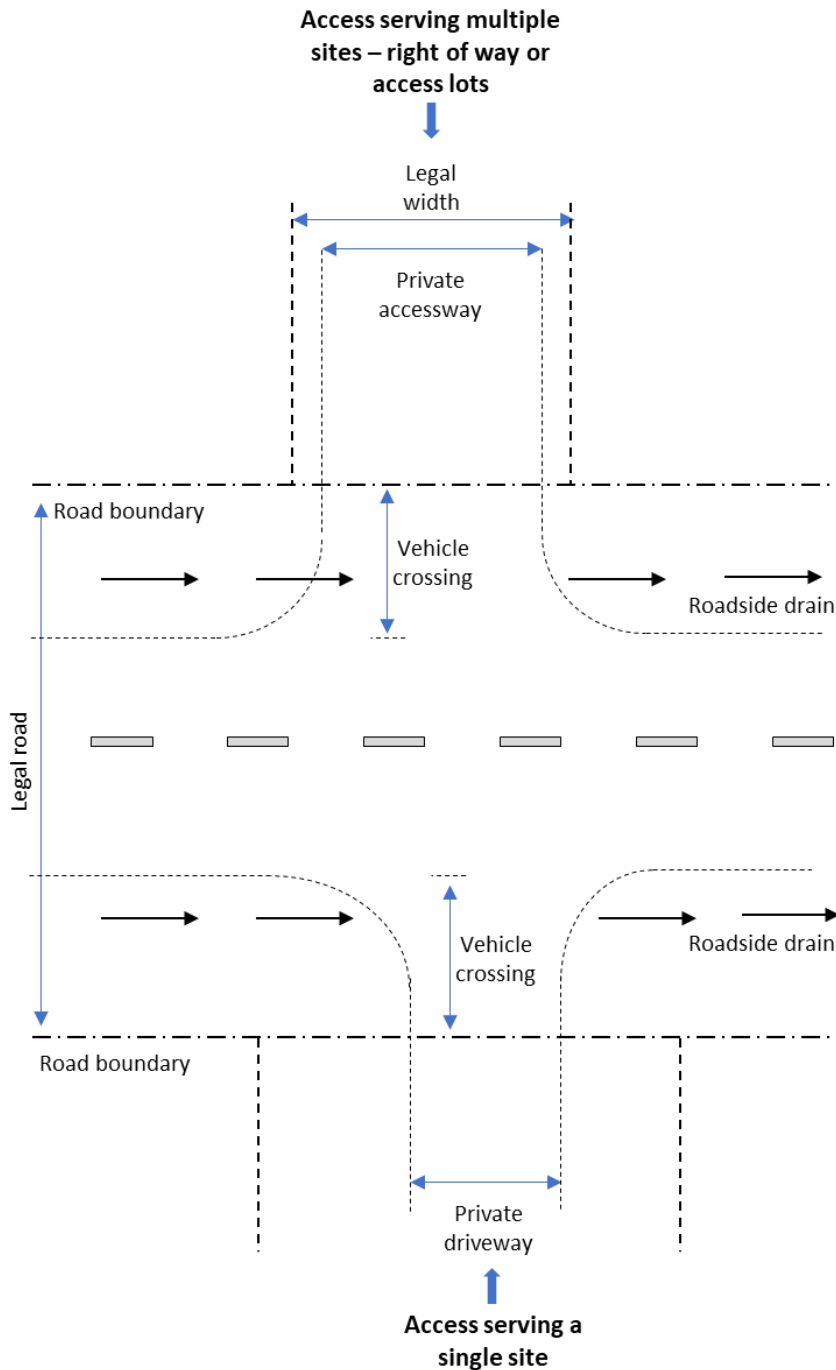 Access serving multiple
sites – right of way or
access lots
Legal
width
Private
accessway
Road boundary
Vehicle
crossing
Roadside drain
Legal road
Vehicle
crossing
Roadside drain
Road boundary
Private
driveway
Access serving a
single site